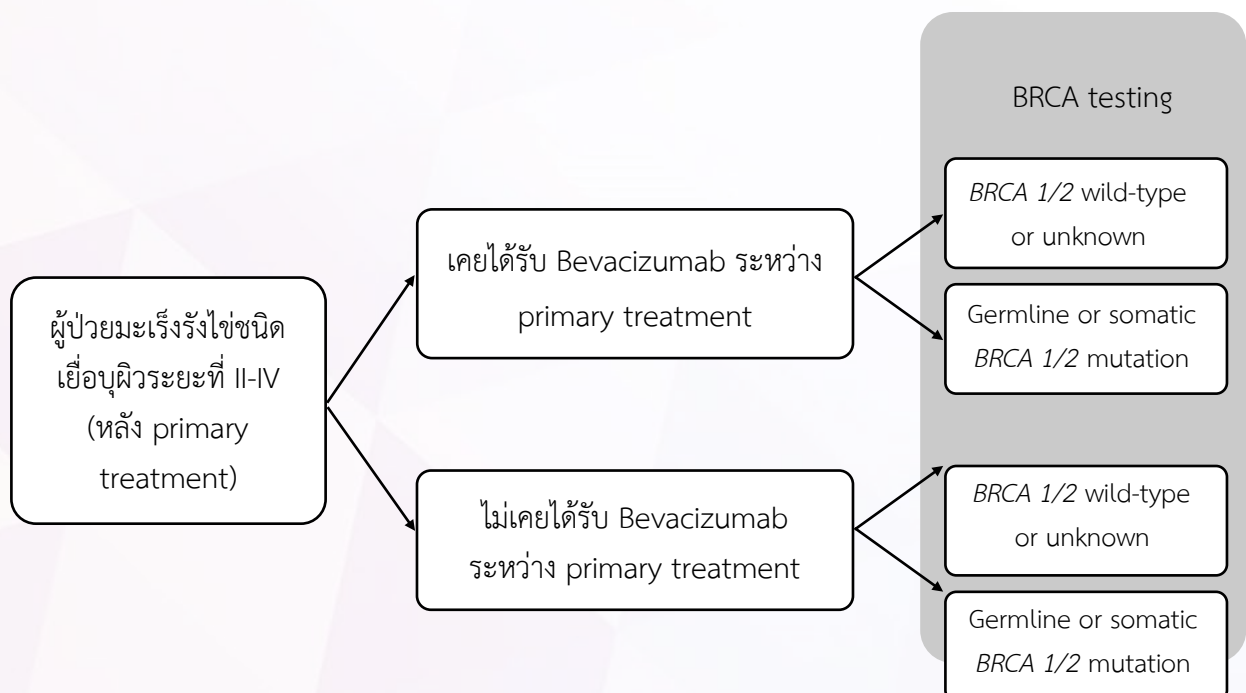 BRCA testing
ผู้ป่วยมะเร็งรังไข่ชนิด
เยื่อบุผิวระยะที่ II-IV
(หลัง primary
treatment)
เคยได้รับ Bevacizumab ระหว่าง
primary treatment
BRCA 1/2 wild-type
or unknown
Germline or somatic
BRCA 1/2 mutation
ไม่เคยได้รับ Bevacizumab
ระหว่าง primary treatment
BRCA 1/2 wild-type
or unknown
Germline or somatic
BRCA 1/2 mutation